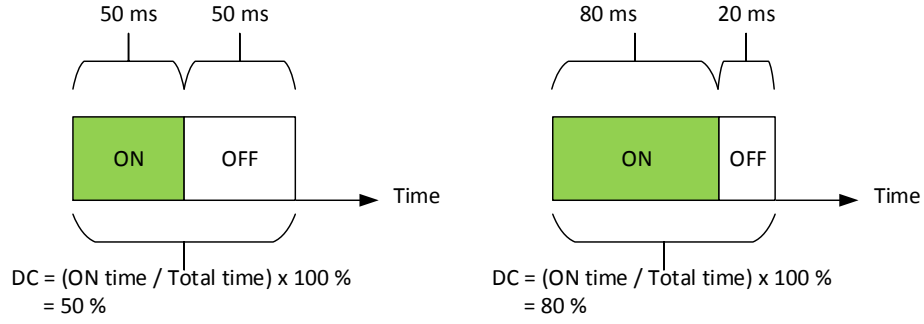 50 ms 50 ms
ON OFF
Time
DC = (ON time / Total time) x 100 %
= 50 %
80 ms 20 ms
ON OFF
Time
DC = (ON time / Total time) x 100 %
= 80 %